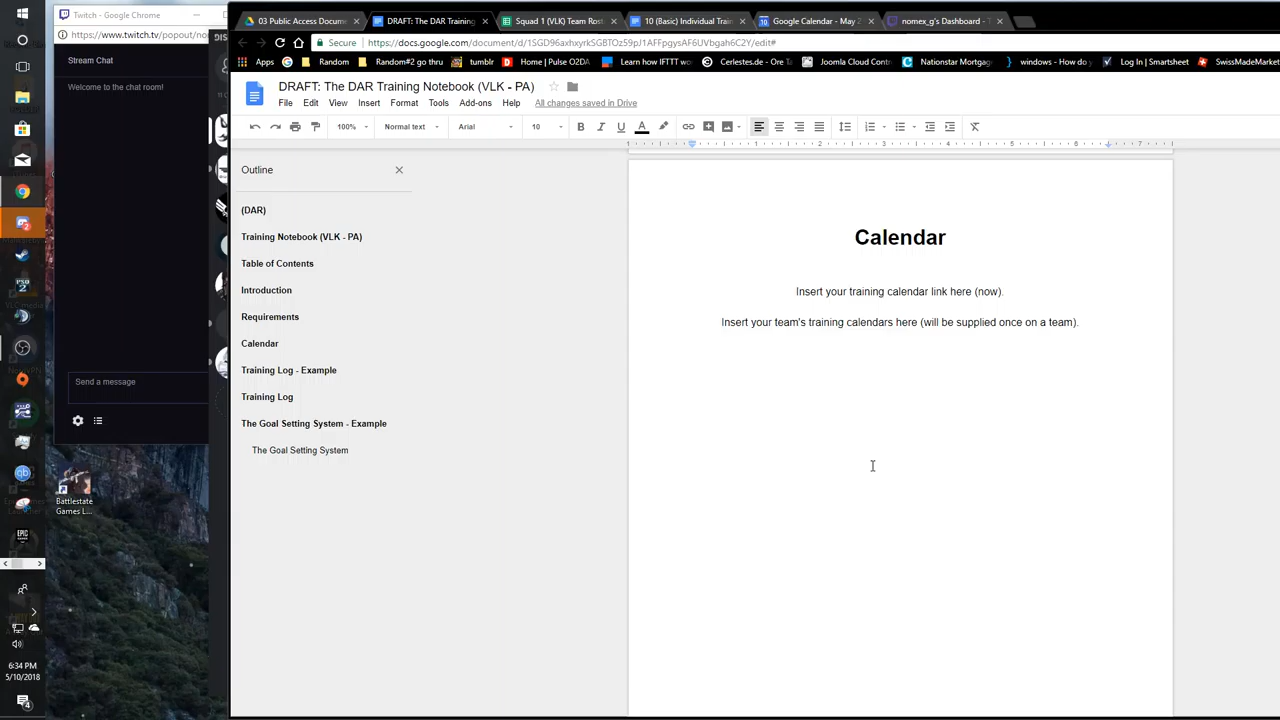 Twitch - Google Chrome
https://www.twitch.tv/popout/no
Stream Chat
Welcome to the chat room!
Send a message
Battlestate
Games L...
6:34 PM
5/10/2018
03 Public Access Docume
DRAFT: The DAR Training
Squad 1 (VLK) Team Rost
10 (Basic) Individual Train
Google Calendar - May 2
nomex_g's Dashboard - T
Secure
https://docs.google.com/document/d/1SGD96axhxyrkSGBTOz59pJ1AFFpgysAF6UVbgah6C2Y/edit#
Apps
Random
Random#2 go thru
tumblr
Home | Pulse O2DA
Learn how IFTTT wo
Cerlestes.de - Ore Ta
Joomla Cloud Contro
Nationstar Mortgage
windows - How do y
Log In | Smartsheet
SwissMadeMarket
DRAFT: The DAR Training Notebook (VLK - PA)
File Edit View Insert Format Tools Add-ons Help All changes saved in Drive
100% Normal text Arial 10
Outline
(DAR)
Training Notebook (VLK - PA)
Table of Contents
Introduction
Requirements
Calendar
Training Log - Example
Training Log
The Goal Setting System - Example
The Goal Setting System
Calendar
Insert your training calendar link here (now).
Insert your team's training calendars here (will be supplied once on a team).